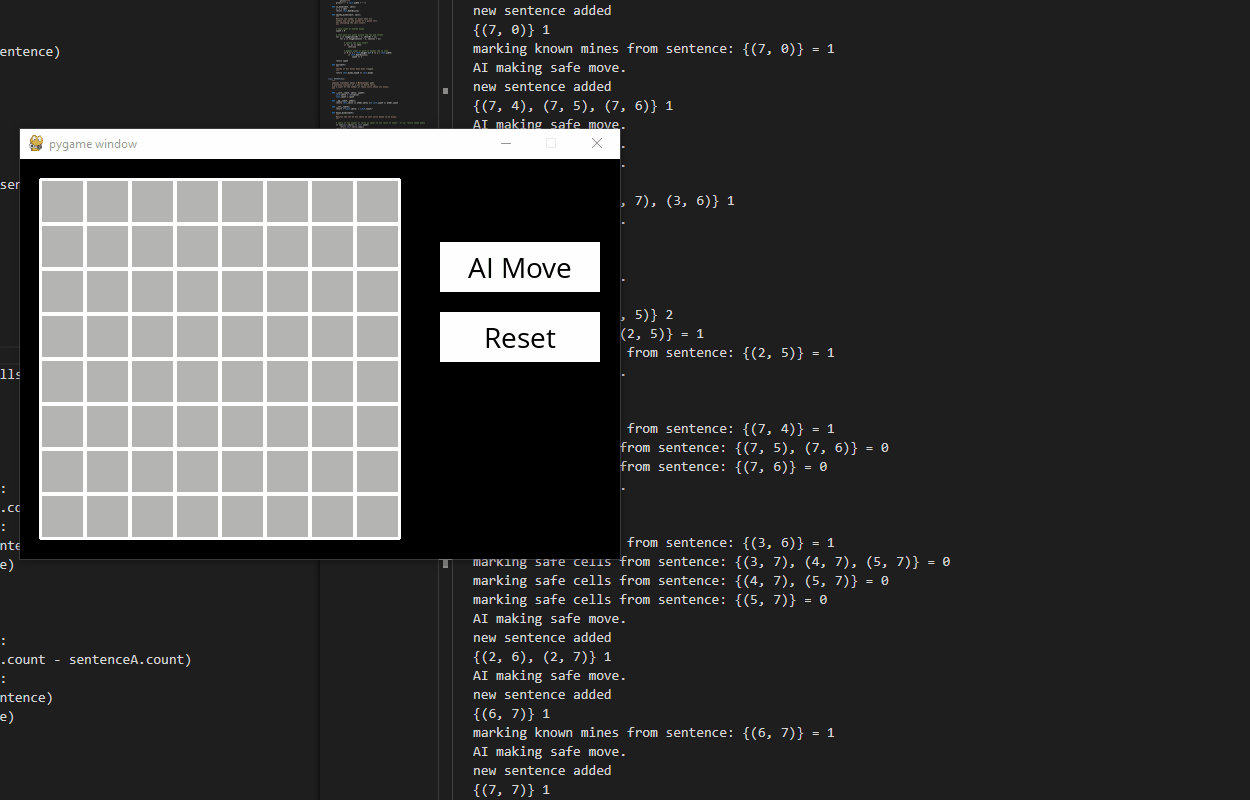 new sentence added
{(7, 0)} 1
marking known mines from sentence: {(7, 0)} = 1
AI making safe move.
new sentence added
{(7, 4), (7, 5), (7, 6)} 1
AI making safe move.
, 7), (3, 6)} 1
, 5)} 2
(2, 5)} = 1
from sentence: {(2, 5)} = 1
from sentence: {(7, 4)} = 1
from sentence: {(7, 5), (7, 6)} = 0
from sentence: {(7, 6)} = 0
from sentence: {(3, 6)} = 1
marking safe cells from sentence: {(3, 7), (4, 7), (5, 7)} = 0
marking safe cells from sentence: {(4, 7), (5, 7)} = 0
marking safe cells from sentence: {(5, 7)} = 0
AI making safe move.
new sentence added
{(2, 6), (2, 7)} 1
AI making safe move.
new sentence added
{(6, 7)} 1
marking known mines from sentence: {(6, 7)} = 1
AI making safe move.
new sentence added
{(7, 7)} 1
pygame window
AI Move
Reset
entence)
sen
lls
:
.co
:
nte
e)
:
.count - sentenceA.count)
:
ntence)
e)